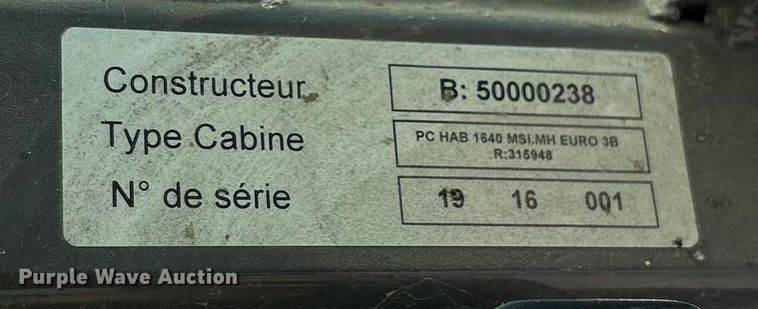 Constructeur B: 50000238
Type Cabine PC HAB 1640 MSI.MH EURO 3B
R:315948
N° de série 19 16 001
Purple Wave Auction